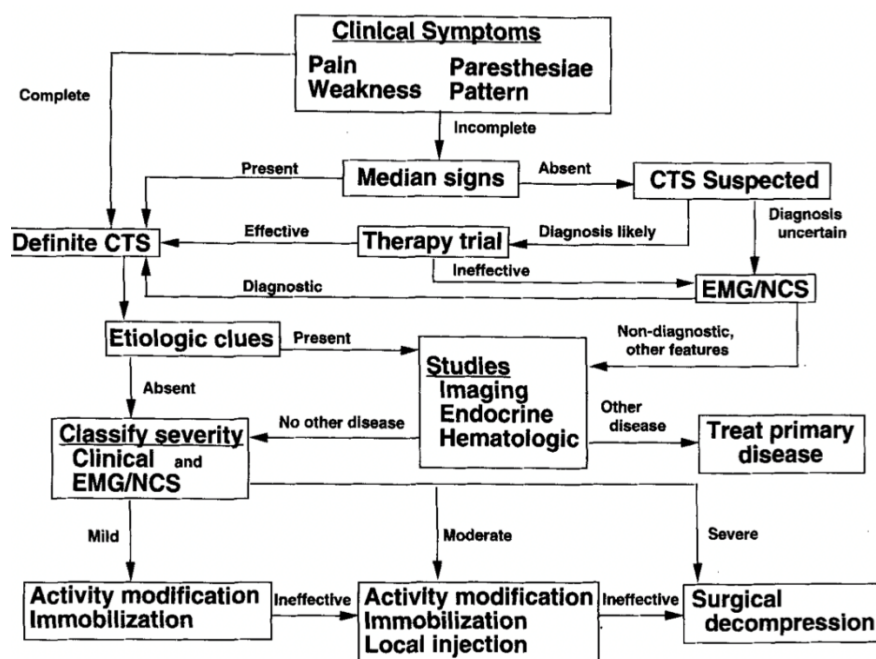 Clinical Symptoms
Pain Paresthesiae
Weakness Pattern
Complete
Incomplete
Present
Median signs
Absent
CTS Suspected
Definite CTS
Effective
Therapy trial
Diagnosis likely
Diagnosis
uncertain
Ineffective
Diagnostic
EMG/NCS
Etiologic clues
Present
Non-diagnostic,
other features
Absent
Studies
Imaging
Endocrine
Hematologic
No other disease
Other
disease
Classify severity
Clinical and
EMG/NCS
Treat primary
disease
Mild
Moderate
Severe
Activity modification
Immobilization
Ineffective
Activity modification
Immobilization
Local injection
Ineffective
Surgical
decompression